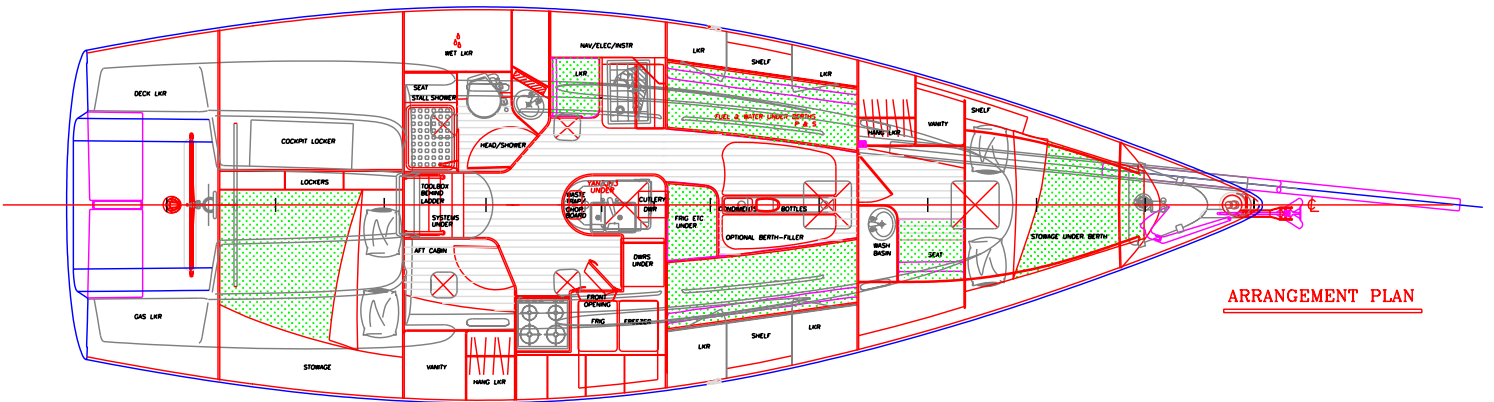 WET LKR
NAV/ELEC/INSTR
LKR
SHELF
LKR
LKR
DECK LKR
SEAT
STALL SHOWER
FUEL & WATER UNDER BERTHS
P & S
SHELF
VANITY
HANG LKR
COCKPIT LOCKER
HEAD/SHOWER
LOCKERS
TOOLBOX
BEHIND
LADDER
SYSTEMS
UNDER
UNDER
WASTE
TRAP/
CHOP
BOARD
CUTLERY
DWR
FRIG ETC
UNDER
CONDIMENTS
BOTTLES
OPTIONAL BERTH-FILLER
WASH
BASIN
SEAT
STOWAGE UNDER BERTH
AFT CABIN
DWRS
UNDER
FRONT
OPENING
FRIG
FREEZER
GAS LKR
LKR
SHELF
LKR
STOWAGE
VANITY
HANG LKR
ARRANGEMENT PLAN